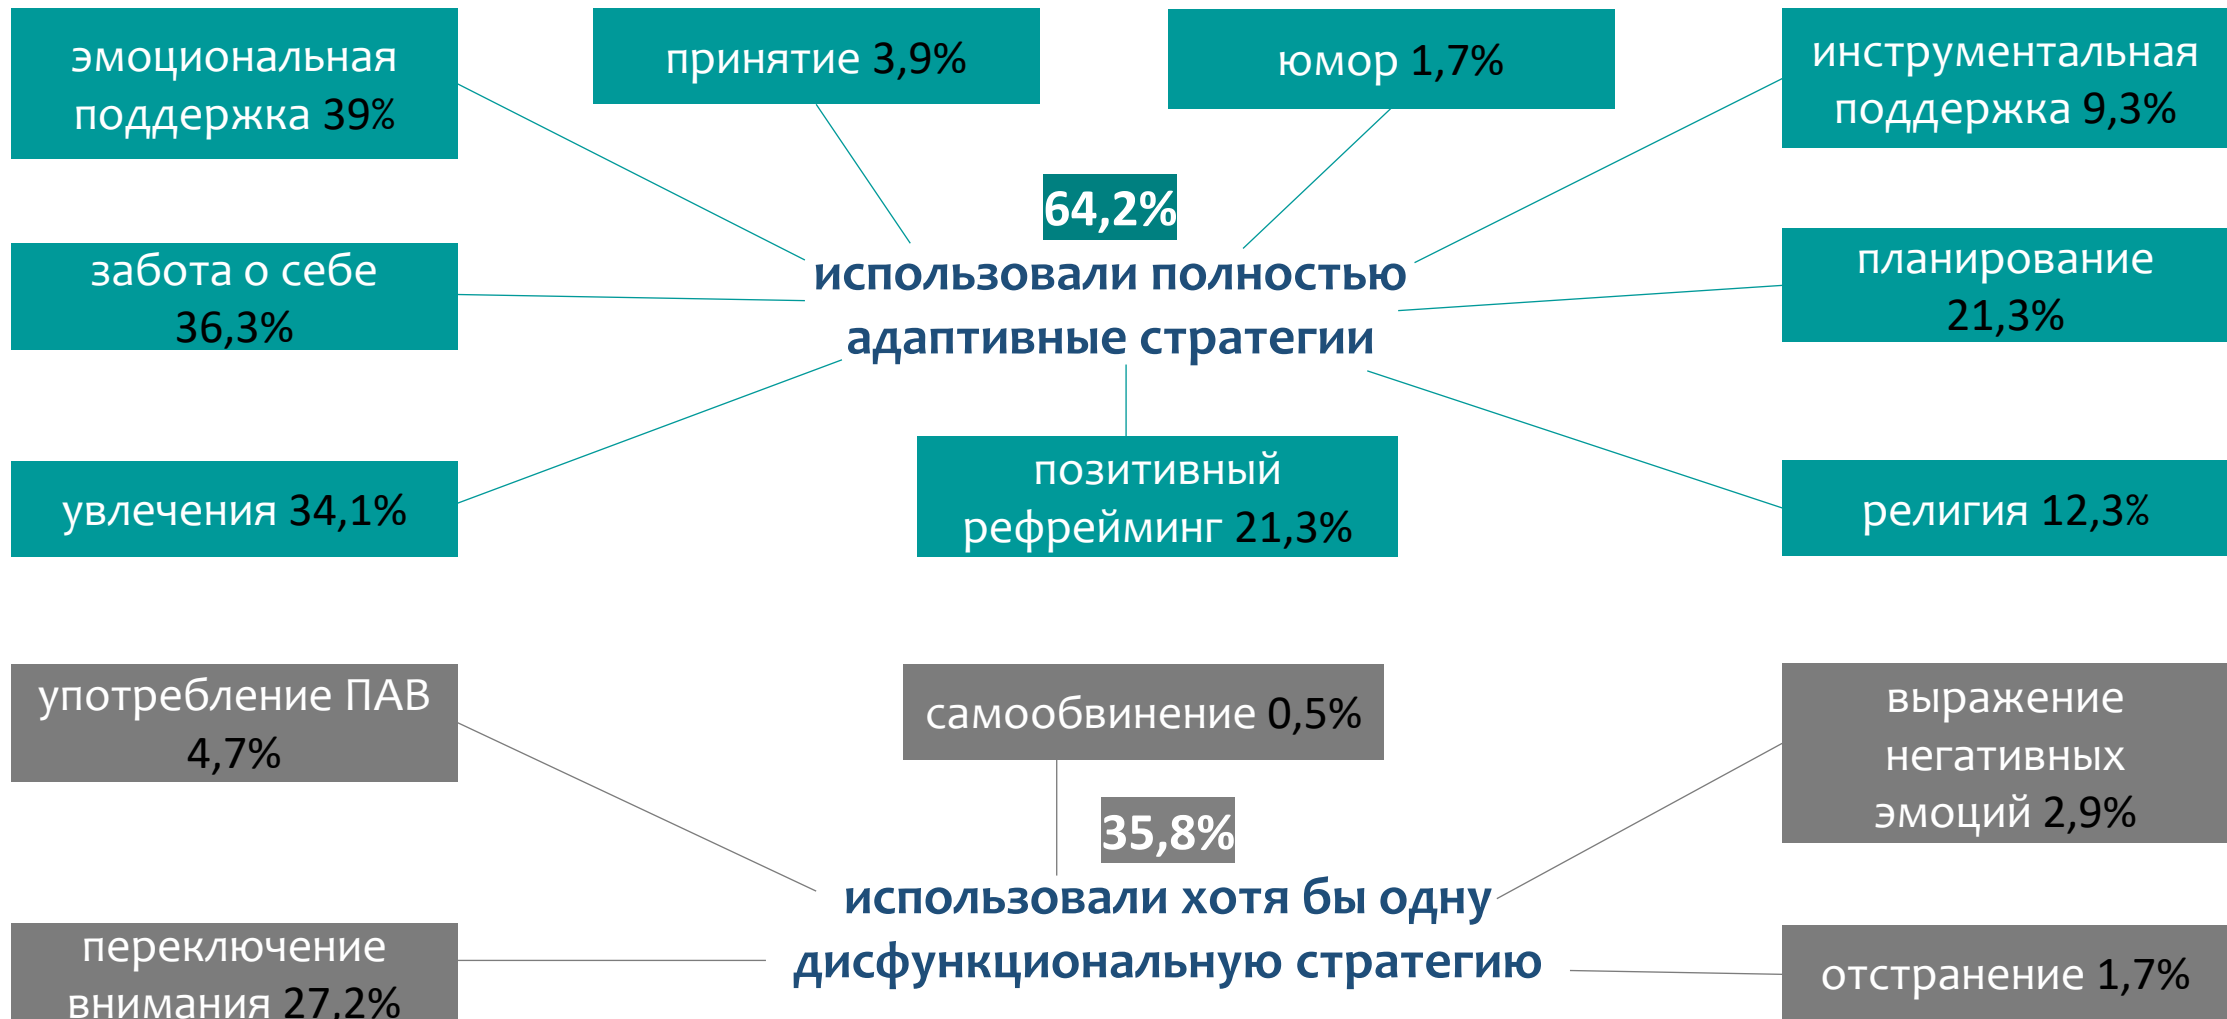 эмоциональная
поддержка 39%
принятие 3,9%
юмор 1,7%
инструментальная
поддержка 9,3%
64,2%
использовали полностью
адаптивные стратегии
забота о себе
36,3%
планирование
21,3%
увлечения 34,1%
позитивный
рефрейминг 21,3%
религия 12,3%
употребление ПАВ
4,7%
самообвинение 0,5%
выражение
негативных
эмоций 2,9%
35,8%
использовали хотя бы одну
дисфункциональную стратегию
переключение
внимания 27,2%
отстранение 1,7%